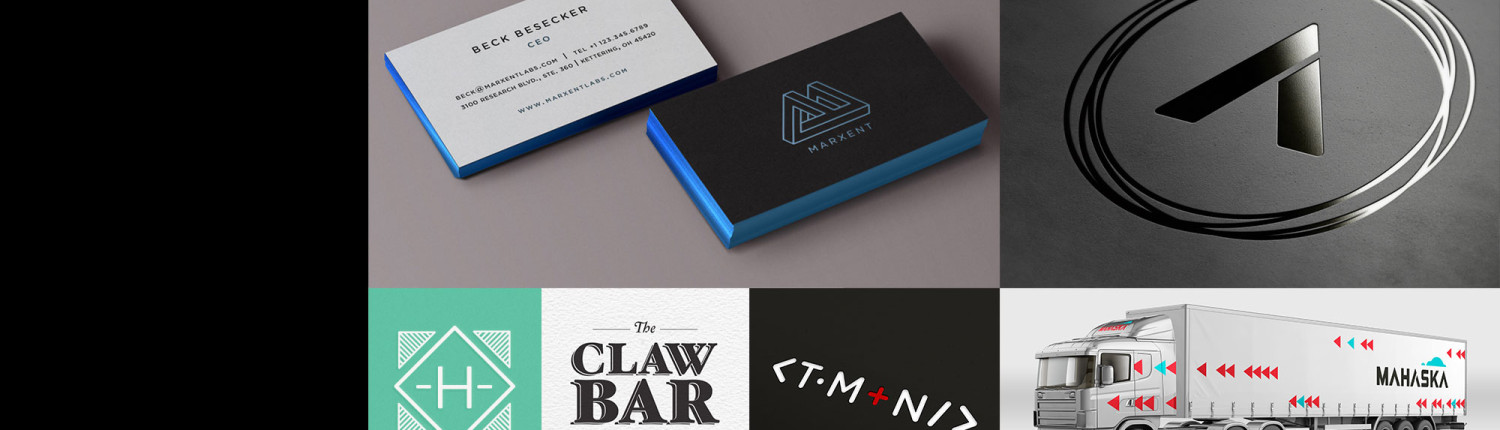 BECK BESECKER
CEO
BECK@MARXENTLABS.COM | TEL +1 123.345.6789
3100 RESEARCH BLVD., STE. 360 | KETTERING, OH 45420
WWW.MARXENTLABS.COM
MARXENT
-H-
The
CLAW
BAR
<T·M+N/>
MAHASKA
MAHASKA